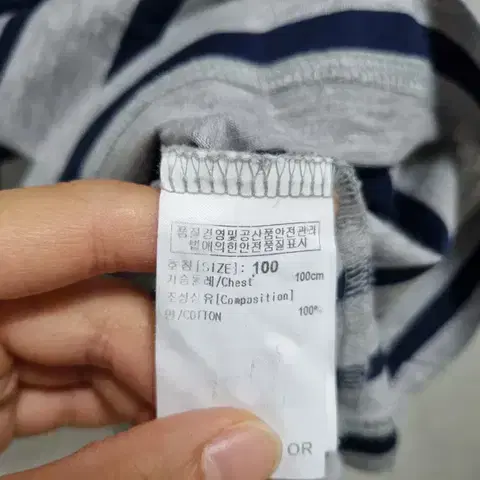 품질경영및공산품안전관리
법에의한안전품질표시
호칭[SIZE]: 100
가슴둘레/Chest 100cm
조성섬유[Composition]
면/COTTON 100%
OR